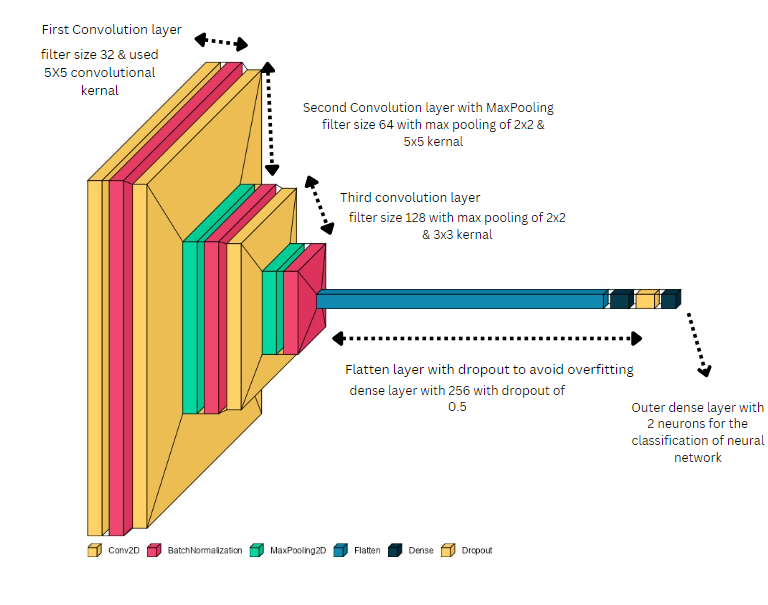 First Convolution layer
filter size 32 & used
5X5 convolutional
kernal
Second Convolution layer with MaxPooling
filter size 64 with max pooling of 2x2 &
5x5 kernal
Third convolution layer
filter size 128 with max pooling of 2x2
& 3x3 kernal
Flatten layer with dropout to avoid overfitting
dense layer with 256 with dropout of
0.5
Outer dense layer with
2 neurons for the
classification of neural
network
Conv2D BatchNormalization MaxPooling2D Flatten Dense Dropout